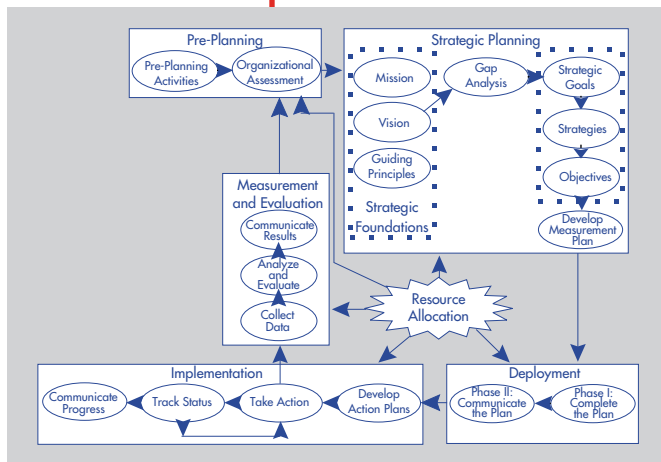 Pre-Planning
Pre-Planning
Activities
Organizational
Assessment
Strategic Planning
Mission
Vision
Guiding
Principles
Strategic
Foundations
Gap
Analysis
Strategic
Goals
Strategies
Objectives
Develop
Measurement
Plan
Measurement
and Evaluation
Communicate
Results
Analyze
and
Evaluate
Collect
Data
Resource
Allocation
Implementation
Communicate
Progress
Track Status
Take Action
Develop
Action Plans
Deployment
Phase II:
Communicate
the Plan
Phase I:
Complete
the Plan